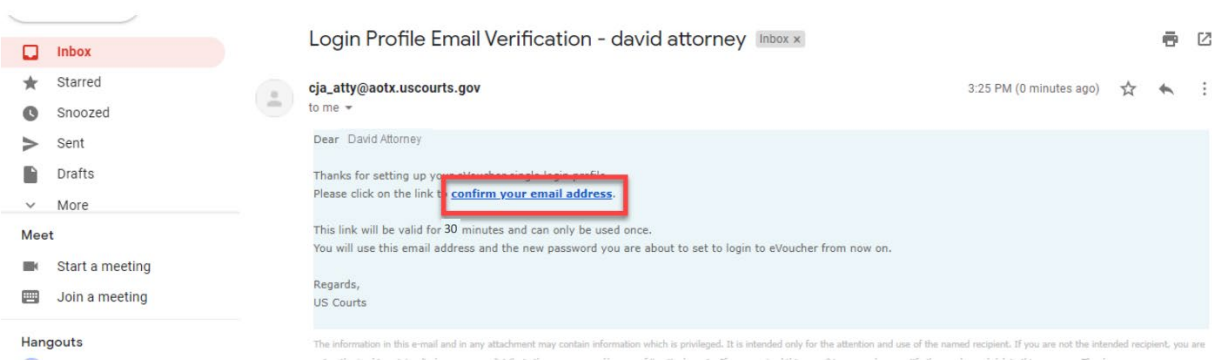 Login Profile Email Verification - david attorney Inbox x
Inbox
Starred
Snoozed
Sent
Drafts
More
Meet
Start a meeting
Join a meeting
Hangouts
cja_atty@aotx.uscourts.gov
3:25 PM (0 minutes ago)
to me
Dear David Attorney
Thanks for setting up your eVoucher single login profile.
Please click on the link to confirm your email address.
This link will be valid for 30 minutes and can only be used once.
You will use this email address and the new password you are about to set to login to eVoucher from now on.
Regards,
US Courts
The information in this e-mail and in any attachment may contain information which is privileged. It is intended only for the attention and use of the named recipient. If you are not the intended recipient, you are